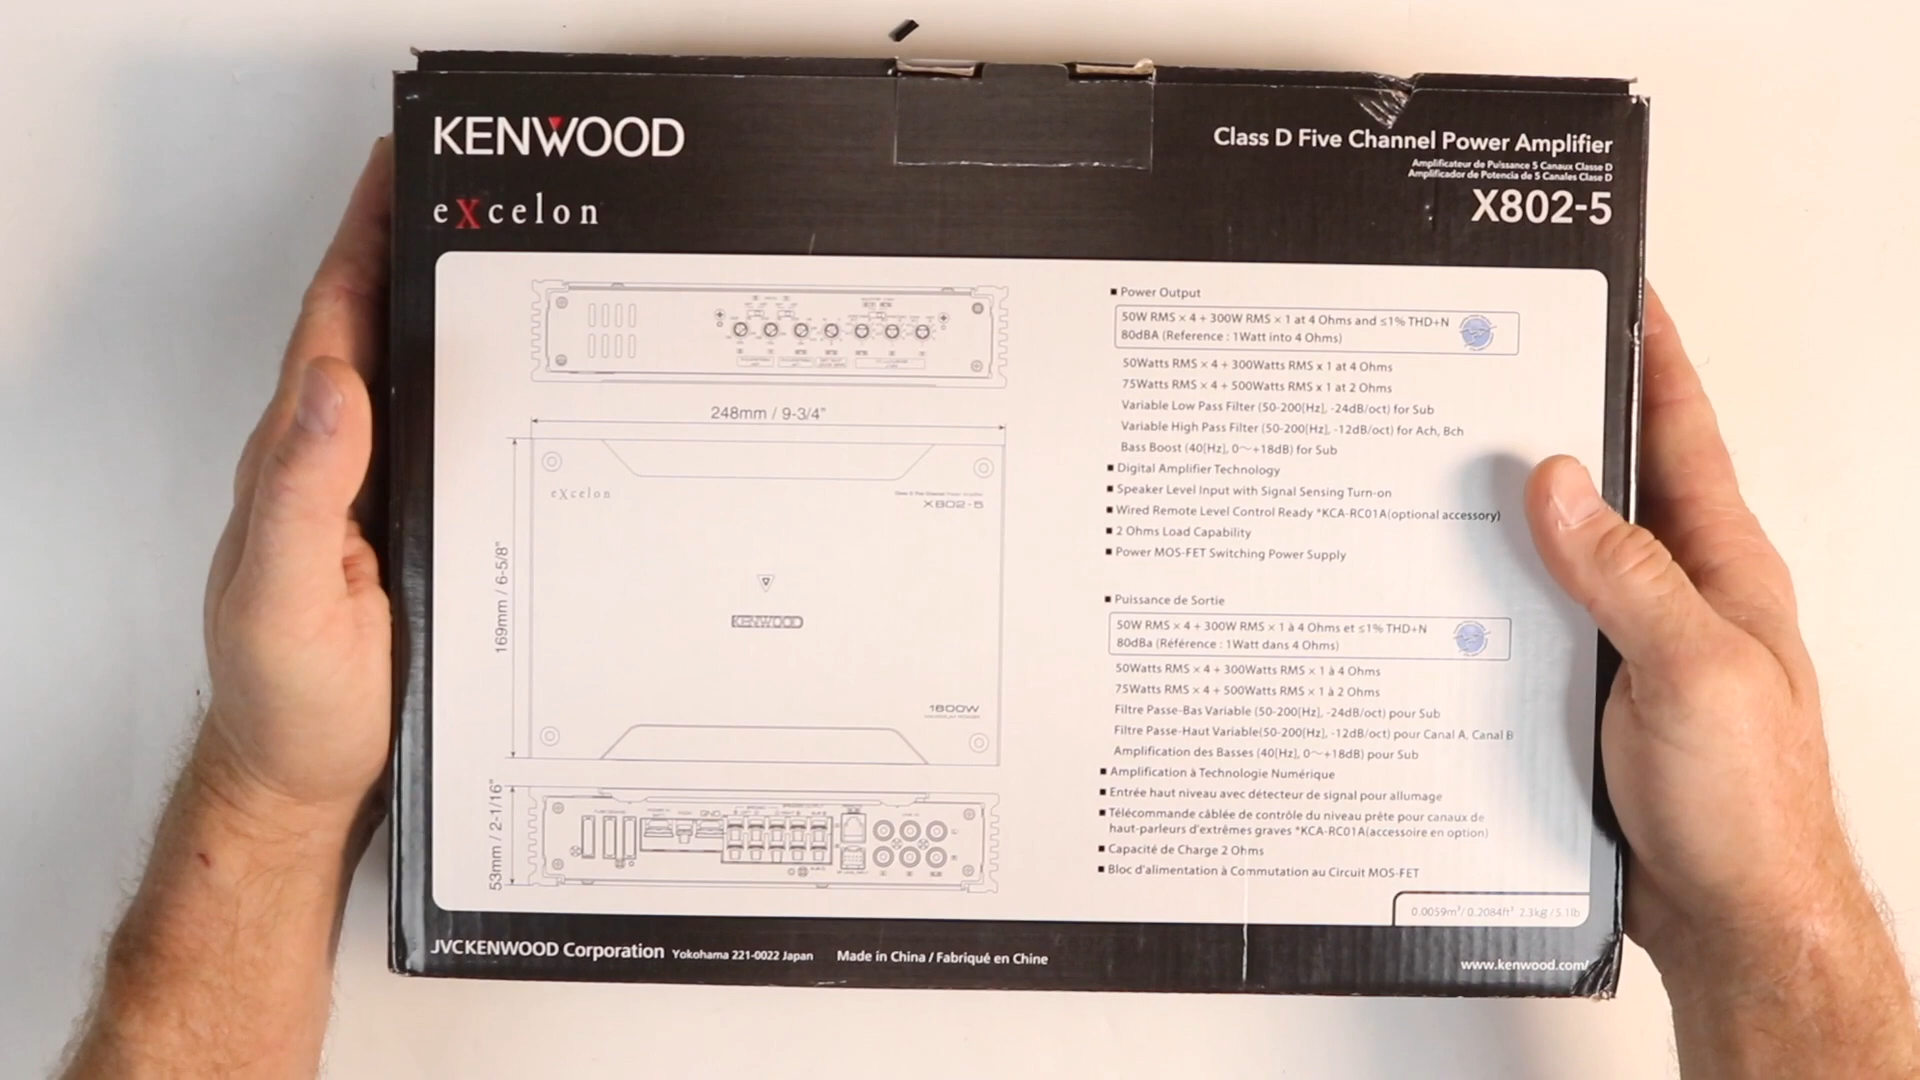 KENWOOD
eXcelon
Class D Five Channel Power Amplifier
Amplificateur de Puissance 5 Canaux Classe D
Amplificador de Potencia de 5 Canales Clase D
X802-5
248mm / 9-3/4"
169mm / 6-5/8"
53mm / 2-1/16"
eXcelon
Class D Five Channel Power Amplifier
X802-5
KENWOOD
1600W
MAXIMUM POWER
■ Power Output
50W RMS × 4 + 300W RMS × 1 at 4 Ohms and ≤1% THD+N
80dBA (Reference : 1Watt into 4 Ohms)
50Watts RMS × 4 + 300Watts RMS x 1 at 4 Ohms
75Watts RMS × 4 + 500Watts RMS × 1 at 2 Ohms
Variable Low Pass Filter (50-200[Hz], -24dB/oct) for Sub
Variable High Pass Filter (50-200[Hz], -12dB/oct) for Ach, Bch
Bass Boost (40[Hz], 0～+18dB) for Sub
■ Digital Amplifier Technology
■ Speaker Level Input with Signal Sensing Turn-on
■ Wired Remote Level Control Ready *KCA-RC01A(optional accessory)
■ 2 Ohms Load Capability
■ Power MOS-FET Switching Power Supply
■ Puissance de Sortie
50W RMS × 4 + 300W RMS × 1 à 4 Ohms et ≤1% THD+N
80dBa (Référence : 1Watt dans 4 Ohms)
50Watts RMS × 4 + 300Watts RMS × 1 à 4 Ohms
75Watts RMS × 4 + 500Watts RMS × 1 à 2 Ohms
Filtre Passe-Bas Variable (50-200[Hz], -24dB/oct) pour Sub
Filtre Passe-Haut Variable(50-200[Hz], -12dB/oct) pour Canal A, Canal B
Amplification des Basses (40[Hz], 0～+18dB) pour Sub
■ Amplification à Technologie Numérique
■ Entrée haut niveau avec détecteur de signal pour allumage
■ Télécommande câblée de contrôle du niveau prête pour canaux de
haut-parleurs d'extrêmes graves *KCA-RC01A(accessoire en option)
■ Capacité de Charge 2 Ohms
■ Bloc d'alimentation à Commutation au Circuit MOS-FET
0.0059m³/0.2084ft³ 2.3kg/5.1lb
JVCKENWOOD Corporation Yokohama 221-0022 Japan Made in China / Fabriqué en Chine
www.kenwood.com/